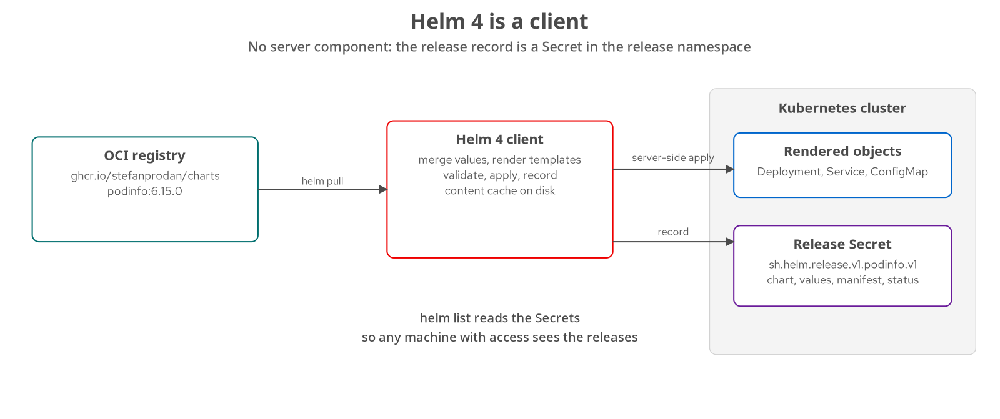 Helm 4 is a client
No server component: the release record is a Secret in the release namespace
OCI registry
ghcr.io/stefanprodan/charts
podinfo:6.15.0
helm pull
Helm 4 client
merge values, render templates
validate, apply, record
content cache on disk
server-side apply
record
Kubernetes cluster
Rendered objects
Deployment, Service, ConfigMap
Release Secret
sh.helm.release.v1.podinfo.v1
chart, values, manifest, status
helm list reads the Secrets
so any machine with access sees the releases